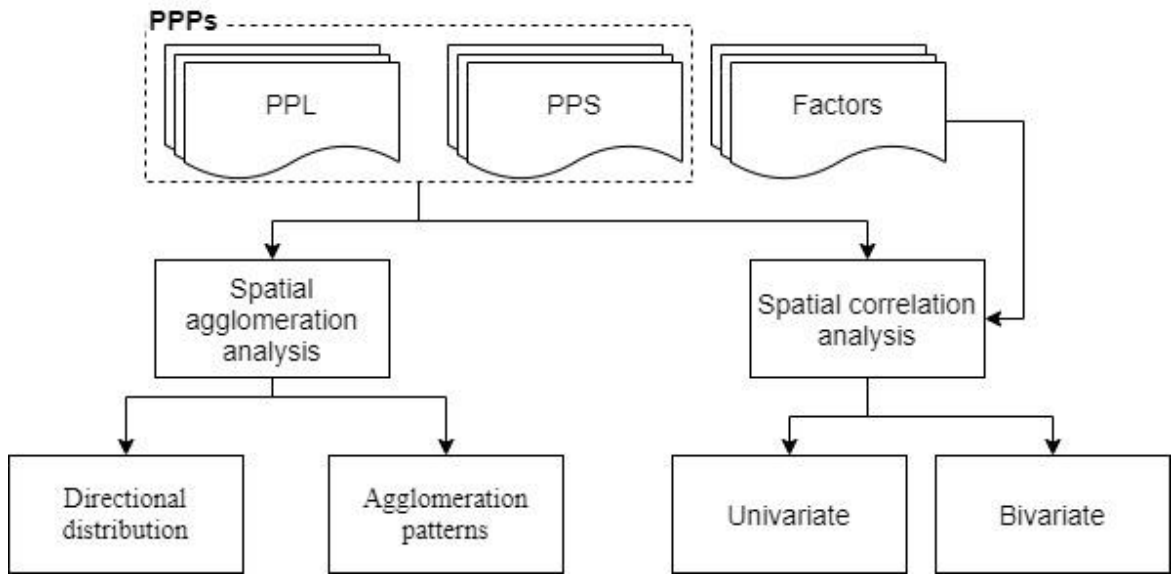 PPPs
PPL
PPS
Factors
Spatial
agglomeration
analysis
Spatial correlation
analysis
Directional
distribution
Agglomeration
patterns
Univariate
Bivariate